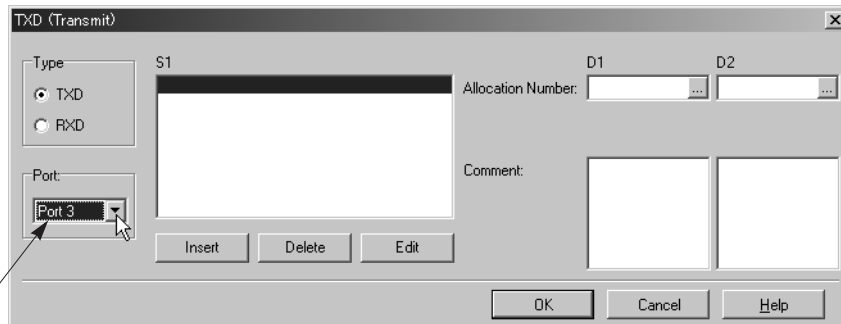 TXD (Transmit)
Type
TXD
RXD
Port:
Port 3
S1
Insert
Delete
Edit
D1
D2
Allocation Number:
...
...
Comment:
OK
Cancel
Help